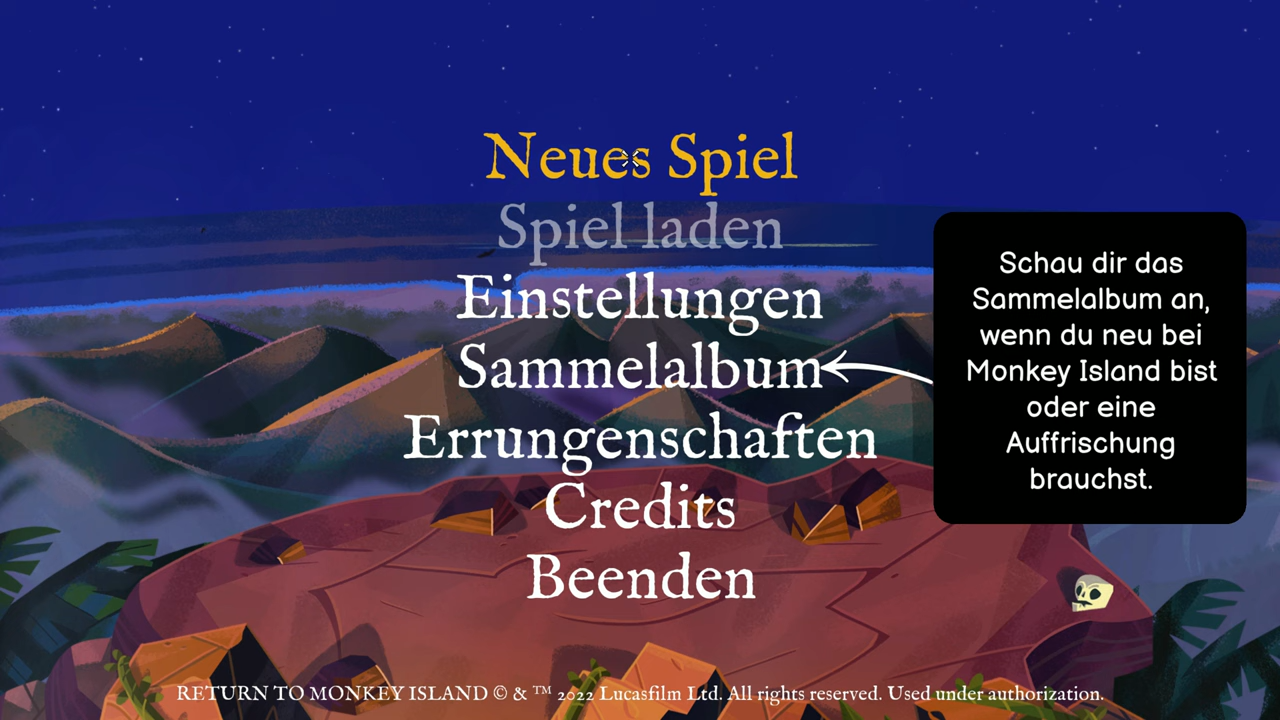 Neues Spiel
Spiel laden
Einstellungen
Sammelalbum
Errungenschaften
Credits
Beenden
Schau dir das
Sammelalbum an,
wenn du neu bei
Monkey Island bist
oder eine
Auffrischung
brauchst.
RETURN TO MONKEY ISLAND © & ™ 2022 Lucasfilm Ltd. All rights reserved. Used under authorization.